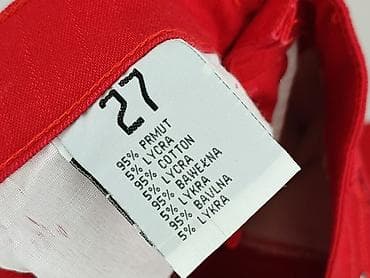 27
95% PRMUT
5% LYCRA
95% COTTON
5% LYCRA
95% BAWEŁNA
5% LYKRA
95% BAVLNA
5% LYKRA